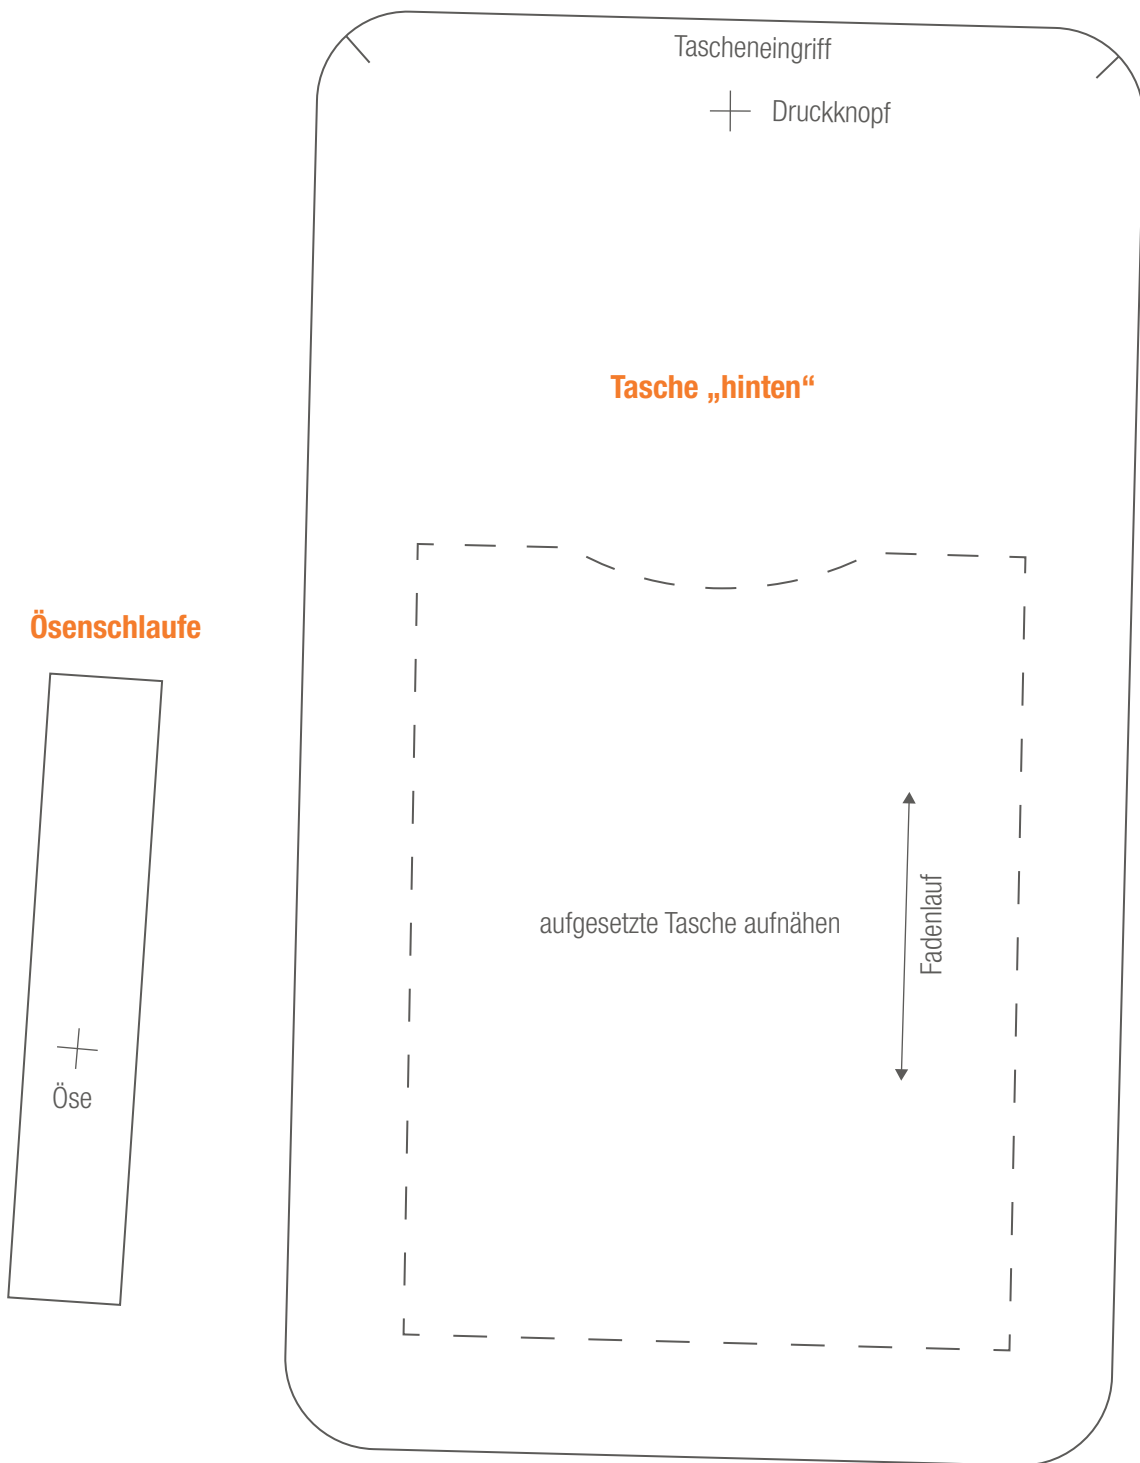 Tascheneingriff
Druckknopf
Tasche „hinten“
Ösenschlaufe
aufgesetzte Tasche aufnähen
Fadenlauf
Öse